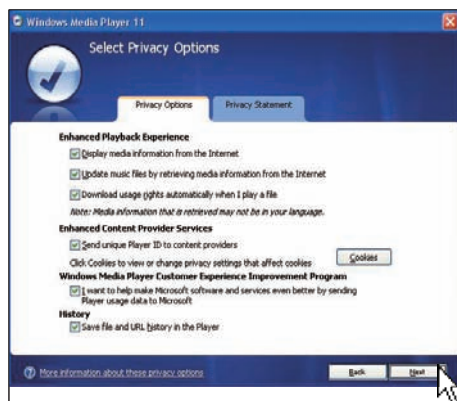 Windows Media Player 11
Select Privacy Options
Privacy Options
Privacy Statement
Enhanced Playback Experience
Display media information from the Internet
Update music files by retrieving media information from the Internet
Download usage rights automatically when I play a file
Note: Media information that is retrieved may not be in your language.
Enhanced Content Provider Services
Send unique Player ID to content providers
Click Cookies to view or change privacy settings that affect cookies
Cookies
Windows Media Player Customer Experience Improvement Program
I want to help make Microsoft software and services even better by sending
Player usage data to Microsoft
History
Save file and URL history in the Player
More information about these privacy options
Back
Next